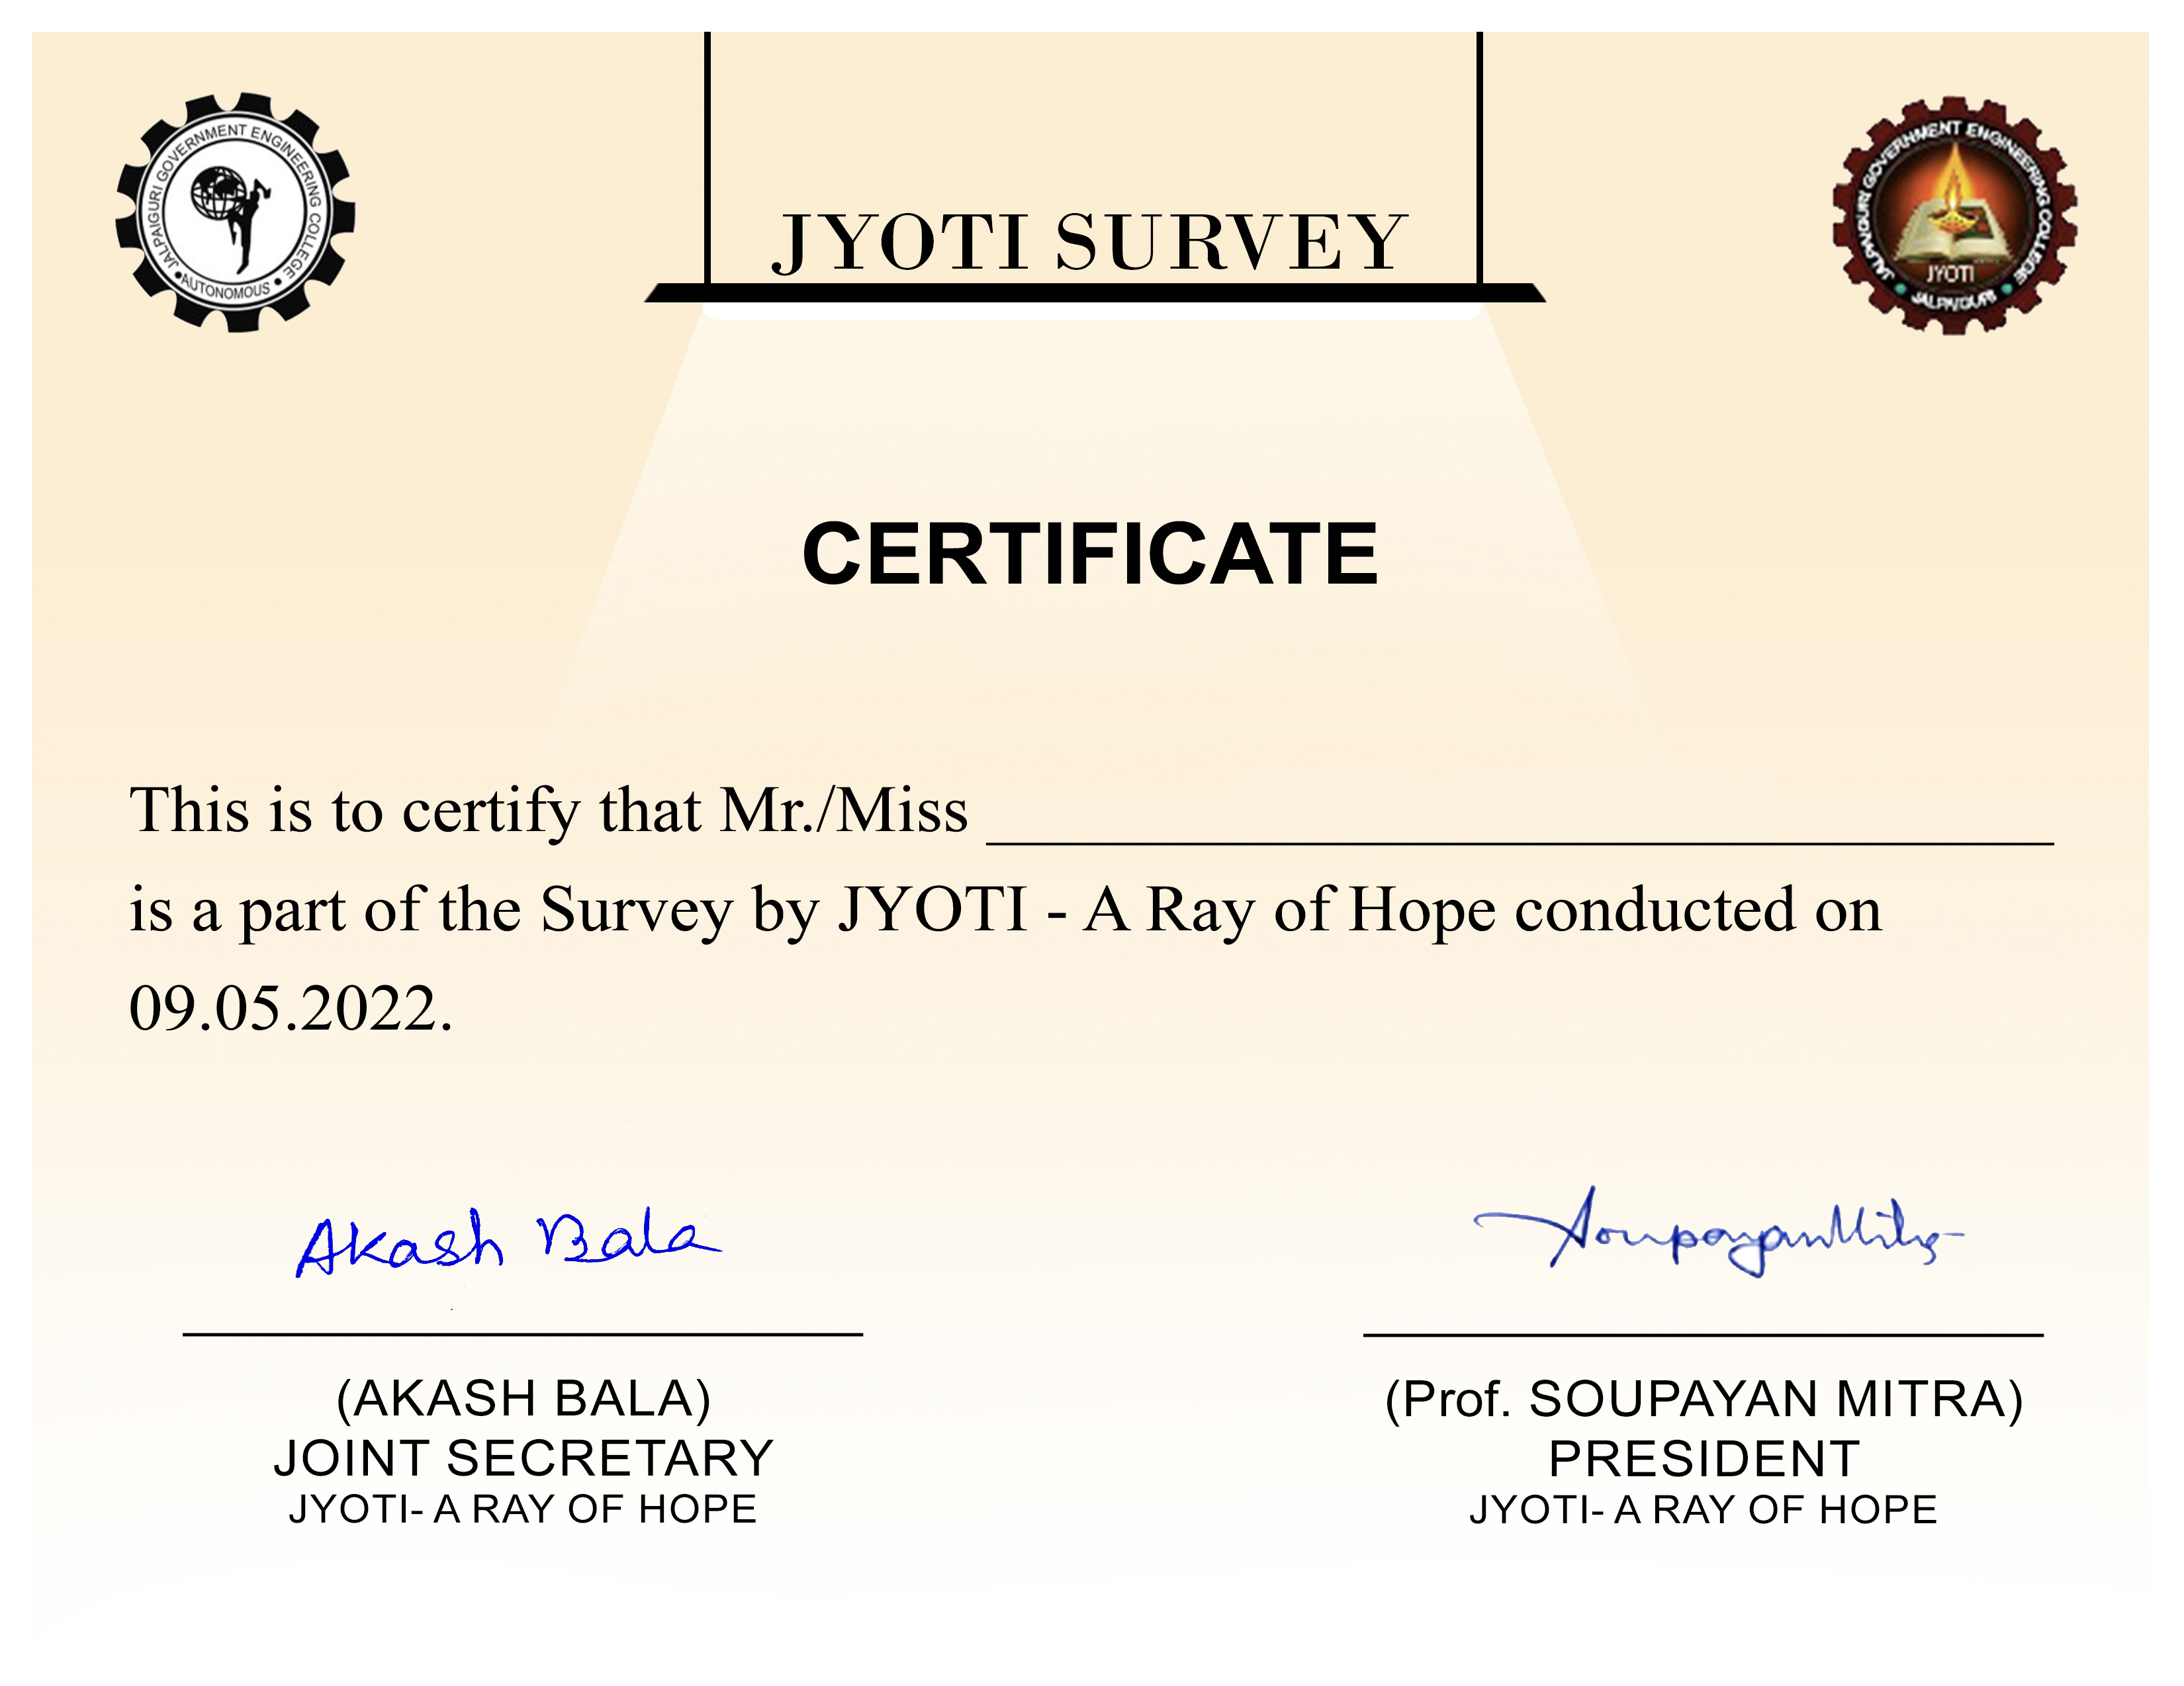 JALPAIGURI GOVERNMENT ENGINEERING COLLEGE
AUTONOMOUS
JYOTI SURVEY
JALPAIGURI GOVERNMENT ENGINEERING COLLEGE
JYOTI
JALPAIGURI
CERTIFICATE
This is to certify that Mr./Miss
is a part of the Survey by JYOTI - A Ray of Hope conducted on
09.05.2022.
Akash Bala
Soupayan Mitra
(AKASH BALA)
(Prof. SOUPAYAN MITRA)
JOINT SECRETARY
PRESIDENT
JYOTI- A RAY OF HOPE
JYOTI- A RAY OF HOPE